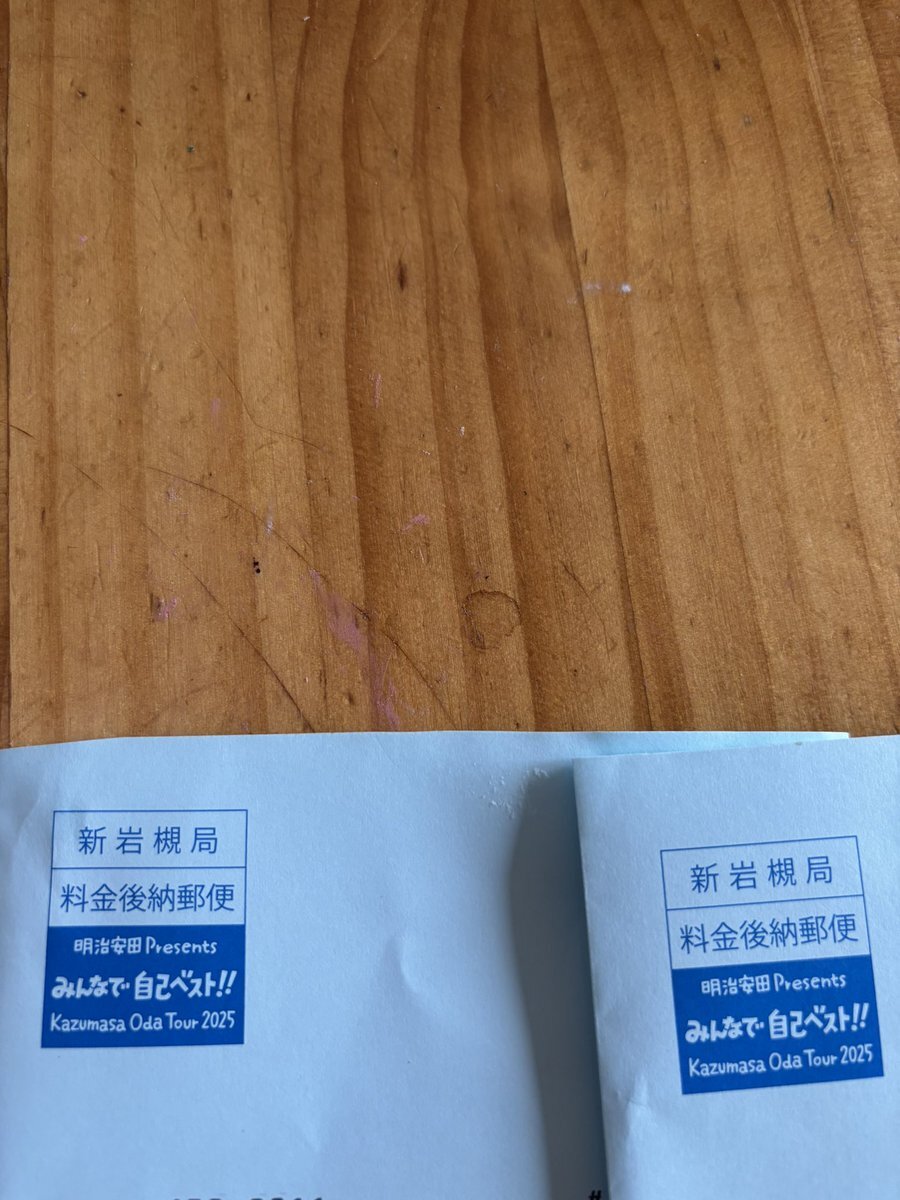 新岩槻局
料金後納郵便
明治安田 Presents
みんなで 自己ベスト!!
Kazumasa Oda Tour 2025
新岩槻局
料金後納郵便
明治安田 Presents
みんなで 自己ベスト!!
Kazumasa Oda Tour 2025